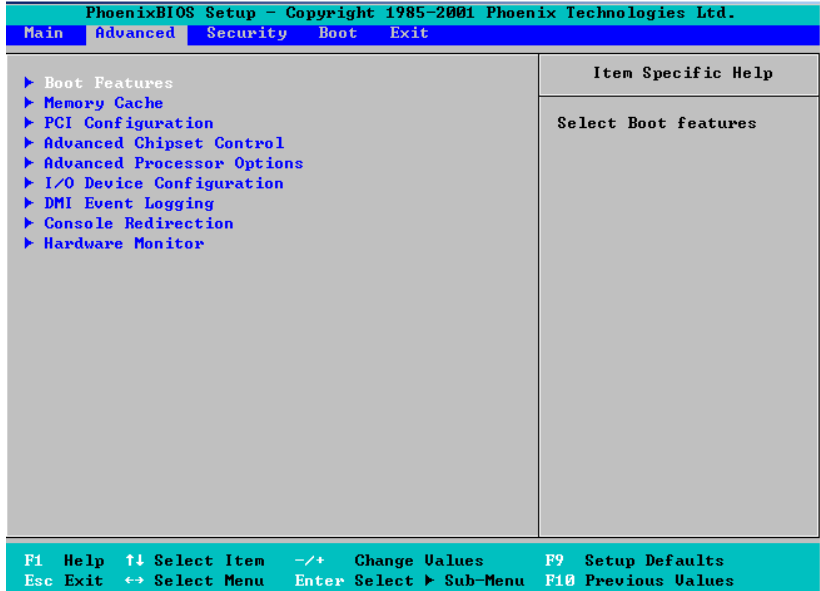 PhoenixBIOS Setup – Copyright 1985-2001 Phoenix Technologies Ltd.
Main Advanced Security Boot Exit
Item Specific Help
▶ Boot Features
▶ Memory Cache
▶ PCI Configuration
▶ Advanced Chipset Control
▶ Advanced Processor Options
▶ I/O Device Configuration
▶ DMI Event Logging
▶ Console Redirection
▶ Hardware Monitor
Select Boot features
F1 Help ↑↓ Select Item -/+ Change Values F9 Setup Defaults
Esc Exit ↔ Select Menu Enter Select ▶ Sub-Menu F10 Previous Values